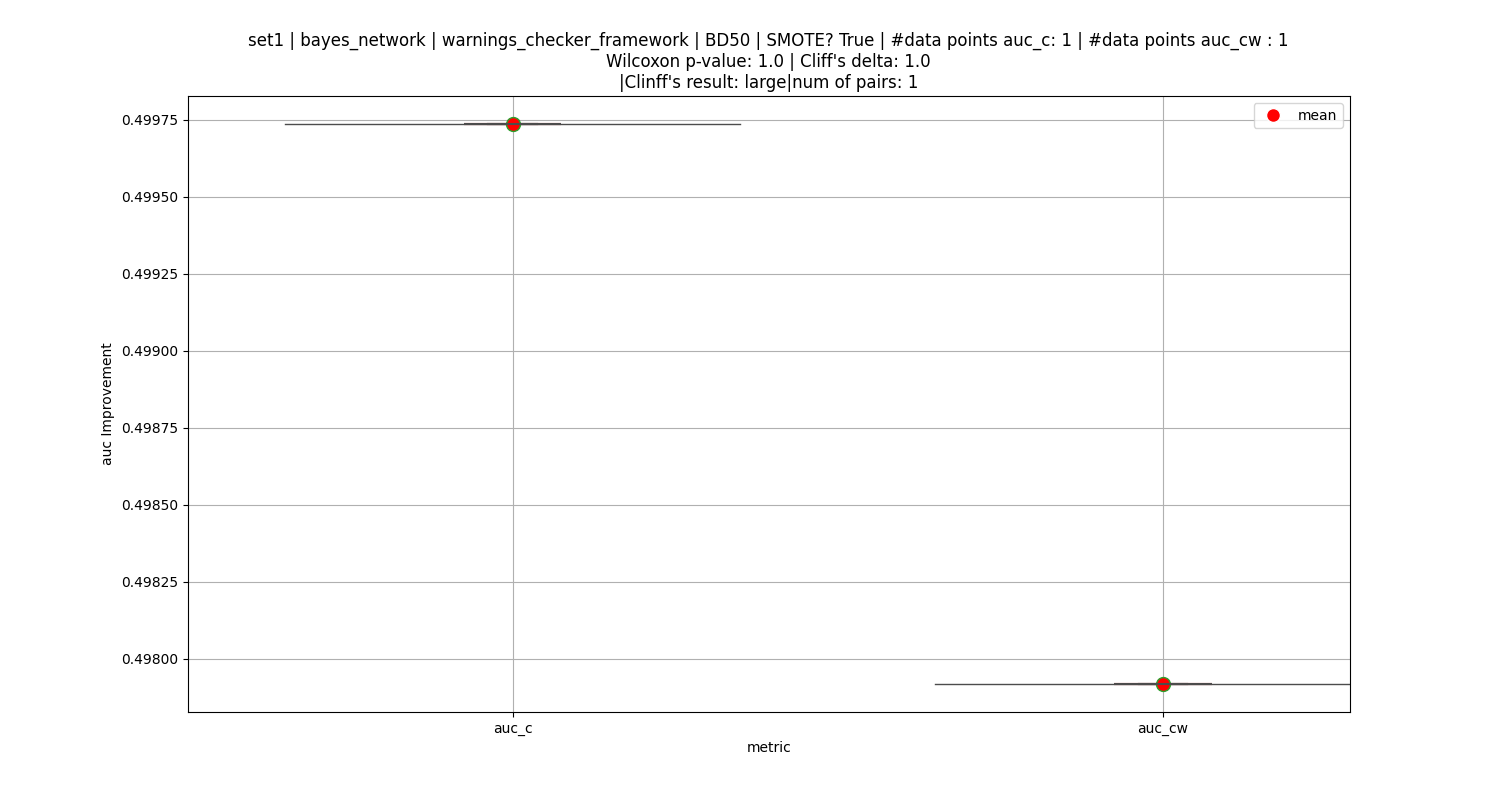 set1 | bayes_network | warnings_checker_framework | BD50 | SMOTE? True | #data points auc_c: 1 | #data points auc_cw : 1
Wilcoxon p-value: 1.0 | Cliff's delta: 1.0
|Clinff's result: large|num of pairs: 1
mean
0.49975
0.49950
0.49925
0.49900
0.49875
0.49850
0.49825
0.49800
auc Improvement
auc_c
auc_cw
metric